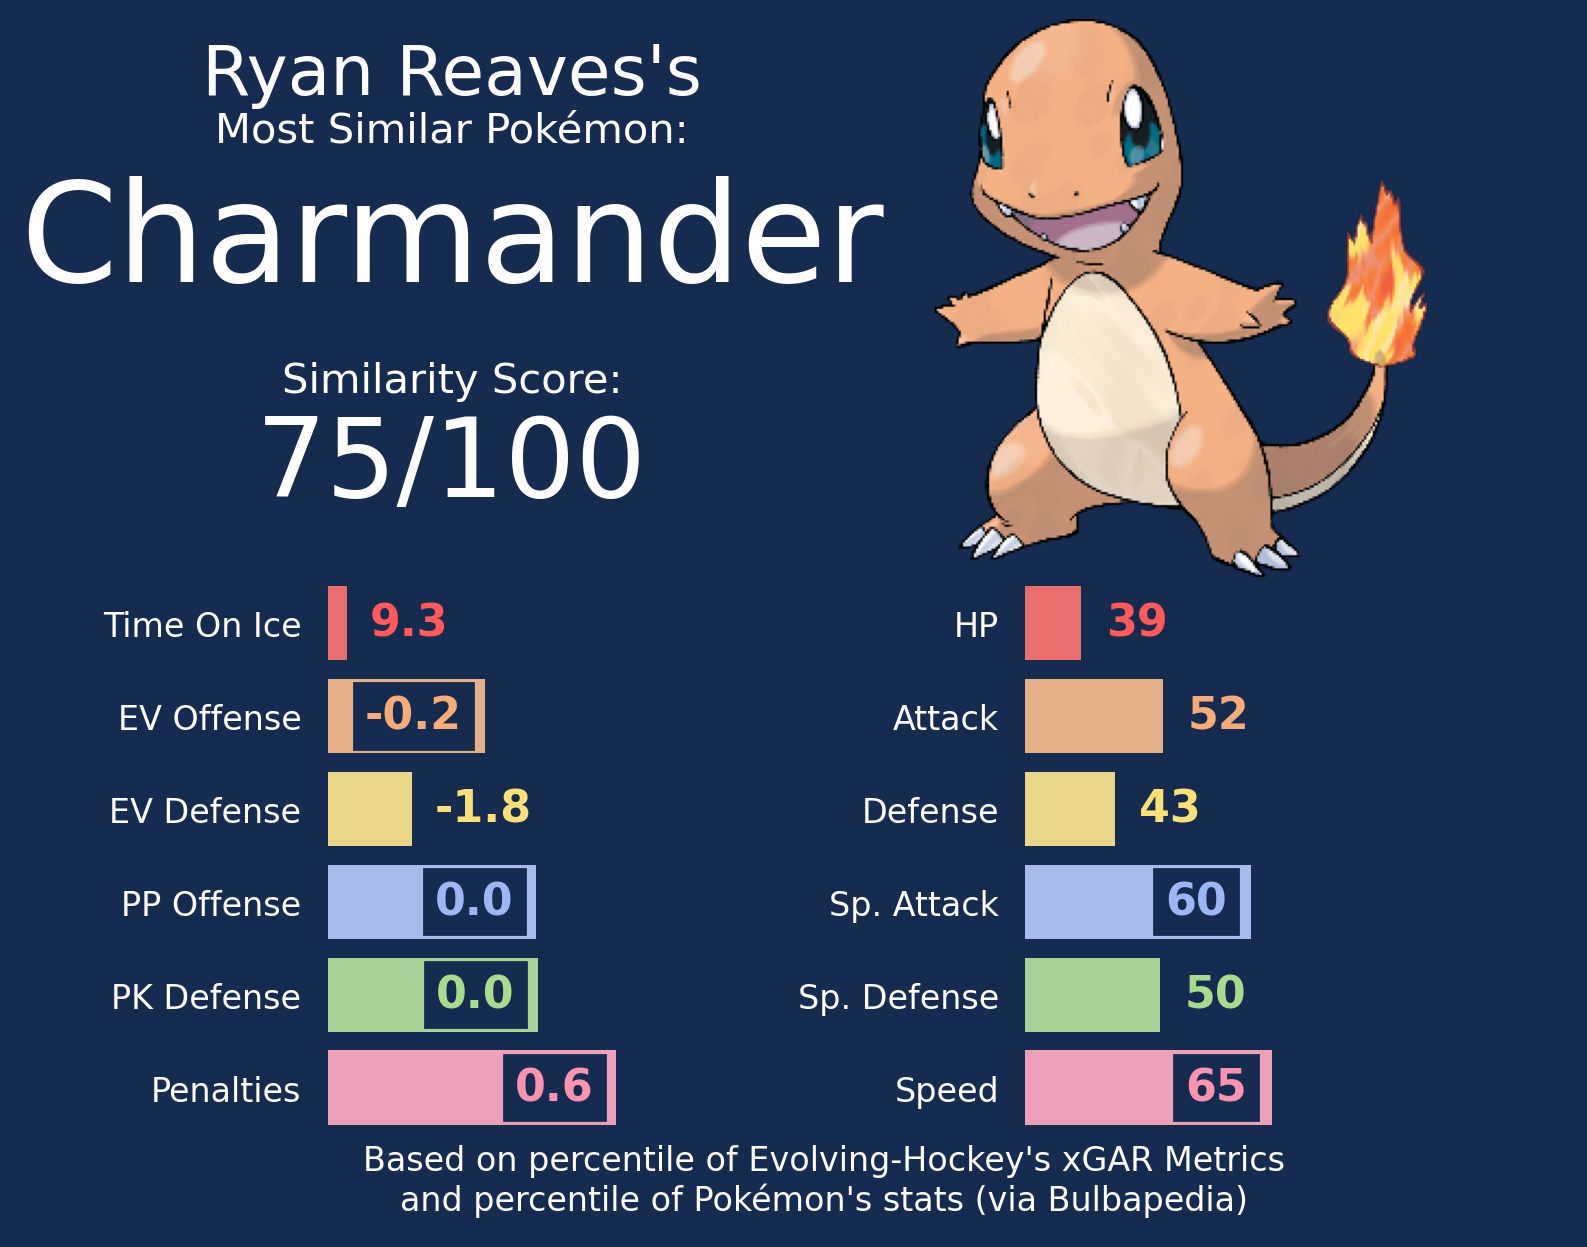 Ryan Reaves's
Most Similar Pokémon:
Charmander
Similarity Score:
75/100
Time On Ice 9.3
EV Offense -0.2
EV Defense -1.8
PP Offense 0.0
PK Defense 0.0
Penalties 0.6
HP 39
Attack 52
Defense 43
Sp. Attack 60
Sp. Defense 50
Speed 65
Based on percentile of Evolving-Hockey's xGAR Metrics
and percentile of Pokémon's stats (via Bulbapedia)